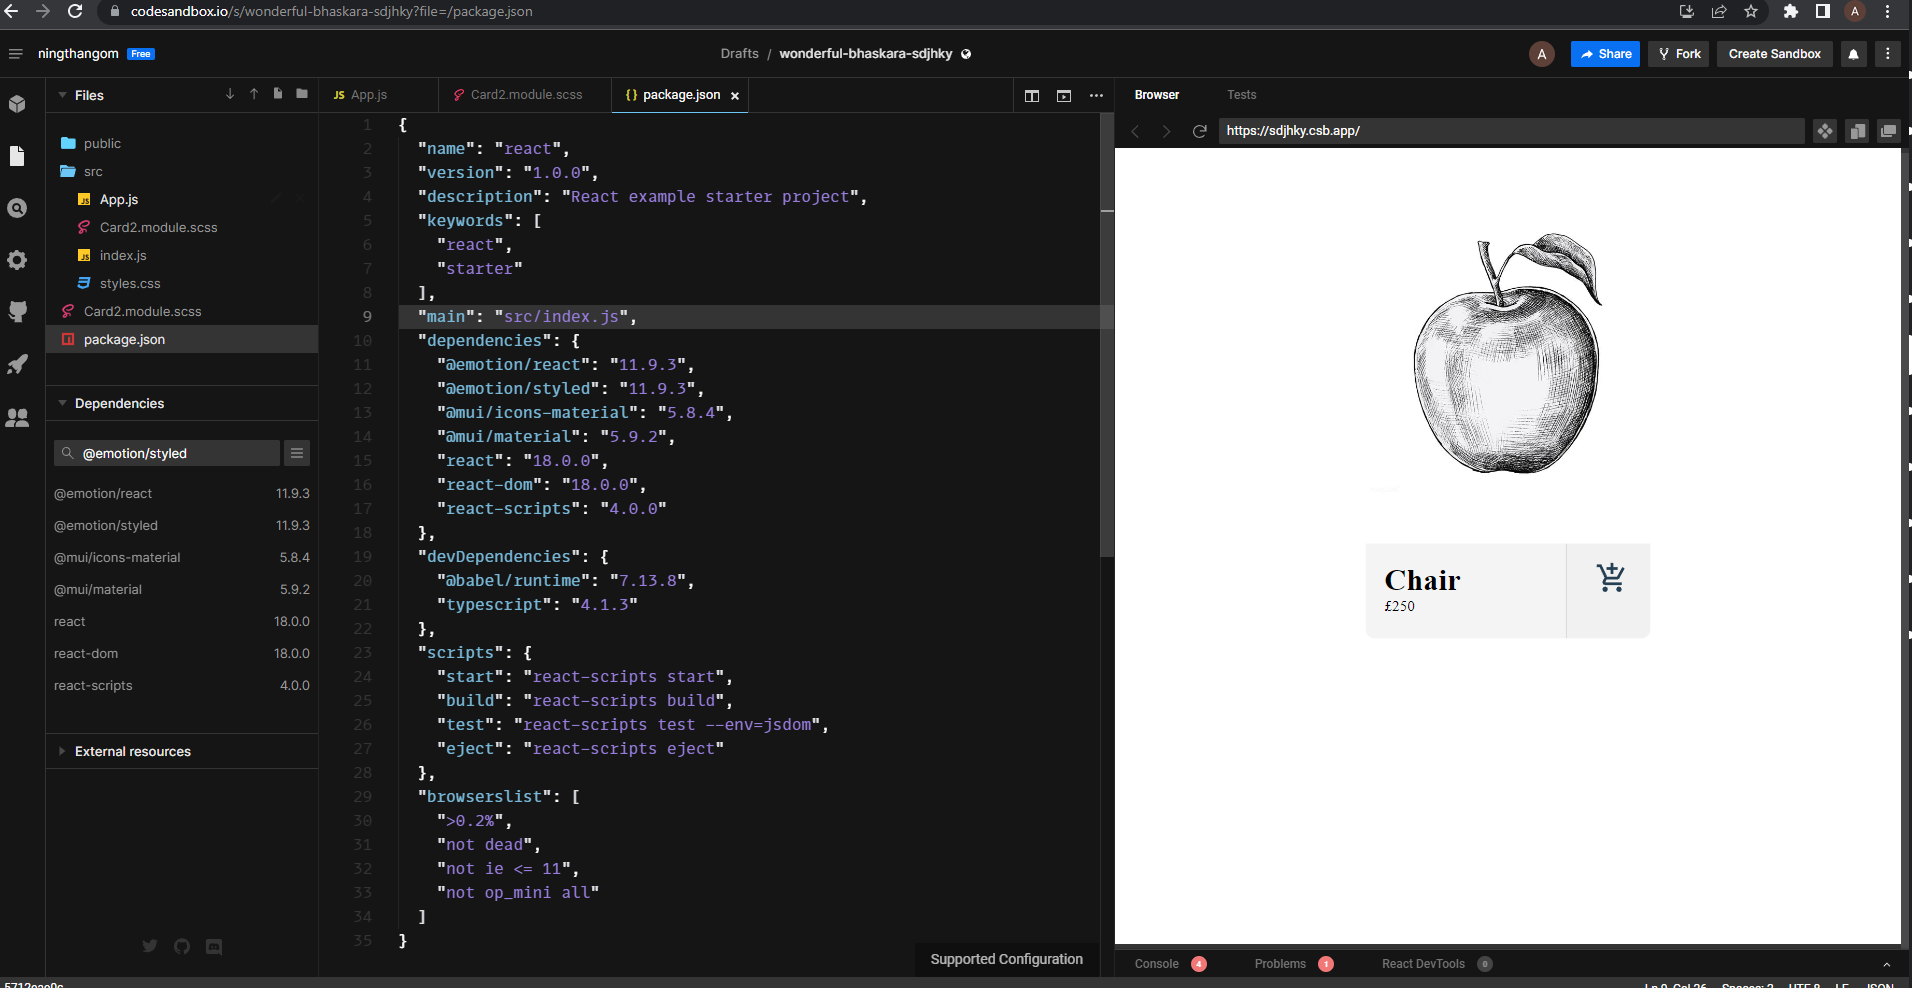 codesandbox.io/s/wonderful-bhaskara-sdjhky?file=/package.json
A
ningthangom Free
Drafts / wonderful-bhaskara-sdjhky
A Share Fork Create Sandbox
Files
public
src
App.js
Card2.module.scss
index.js
styles.css
Card2.module.scss
package.json
Dependencies
@emotion/styled
@emotion/react 11.9.3
@emotion/styled 11.9.3
@mui/icons-material 5.8.4
@mui/material 5.9.2
react 18.0.0
react-dom 18.0.0
react-scripts 4.0.0
External resources
JS App.js Card2.module.scss {} package.json ×
1 {
2 "name": "react",
3 "version": "1.0.0",
4 "description": "React example starter project",
5 "keywords": [
6 "react",
7 "starter"
8 ],
9 "main": "src/index.js",
10 "dependencies": {
11 "@emotion/react": "11.9.3",
12 "@emotion/styled": "11.9.3",
13 "@mui/icons-material": "5.8.4",
14 "@mui/material": "5.9.2",
15 "react": "18.0.0",
16 "react-dom": "18.0.0",
17 "react-scripts": "4.0.0"
18 },
19 "devDependencies": {
20 "@babel/runtime": "7.13.8",
21 "typescript": "4.1.3"
22 },
23 "scripts": {
24 "start": "react-scripts start",
25 "build": "react-scripts build",
26 "test": "react-scripts test --env=jsdom",
27 "eject": "react-scripts eject"
28 },
29 "browserslist": [
30 ">0.2%",
31 "not dead",
32 "not ie <= 11",
33 "not op_mini all"
34 ]
35 }
Supported Configuration
Browser Tests
https://sdjhky.csb.app/
Chair
£250
Console 4 Problems 1 React DevTools 0
5712eae0c
Ln 9, Col 26 Spaces: 2 UTF-8 LF JSON